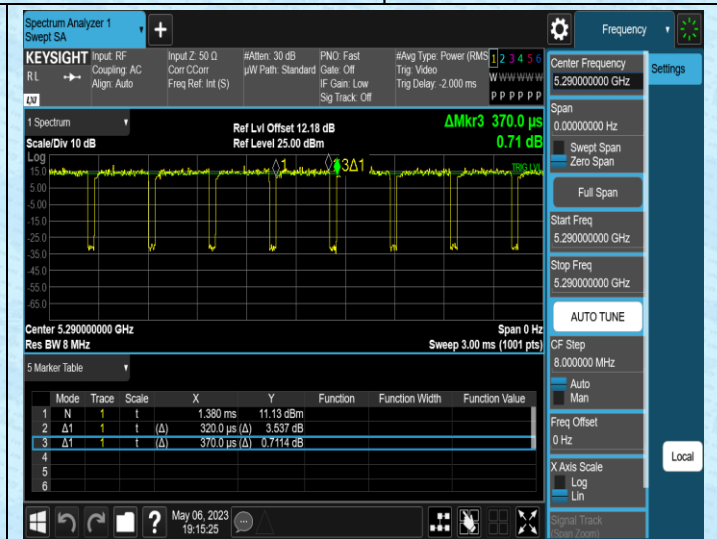 Spectrum Analyzer 1
Swept SA
+
Frequency
KEYSIGHT
RL
LXI
Input: RF
Coupling: AC
Align: Auto
Input Z: 50 Ω
Corr CCorr
Freq Ref: Int (S)
#Atten: 30 dB
µW Path: Standard
PNO: Fast
Gate: Off
IF Gain: Low
Sig Track: Off
#Avg Type: Power (RMS
Trig: Video
Trig Delay: -2.000 ms
1 2 3 4 5 6
W W W W W W
P P P P P P
Center Frequency
5.290000000 GHz
Settings
Span
0.00000000 Hz
Swept Span
Zero Span
Full Span
Start Freq
5.290000000 GHz
Stop Freq
5.290000000 GHz
AUTO TUNE
CF Step
8.000000 MHz
Auto
Man
Freq Offset
0 Hz
X Axis Scale
Log
Lin
Signal Track
(Span Zoom)
Local
1 Spectrum
Scale/Div 10 dB
Ref Lvl Offset 12.18 dB
Ref Level 25.00 dBm
ΔMkr3 370.0 µs
0.71 dB
Log
15.0
5.00
-5.00
-15.0
-25.0
-35.0
-45.0
-55.0
-65.0
1
3Δ1
TRIG LVL
Center 5.290000000 GHz
Res BW 8 MHz
Span 0 Hz
Sweep 3.00 ms (1001 pts)
5 Marker Table
Mode Trace Scale X Y Function Function Width Function Value
1 N 1 t 1.380 ms 11.13 dBm
2 Δ1 1 t (Δ) 320.0 µs (Δ) 3.537 dB
3 Δ1 1 t (Δ) 370.0 µs (Δ) 0.7114 dB
4
5
6
?
May 06, 2023
19:15:25